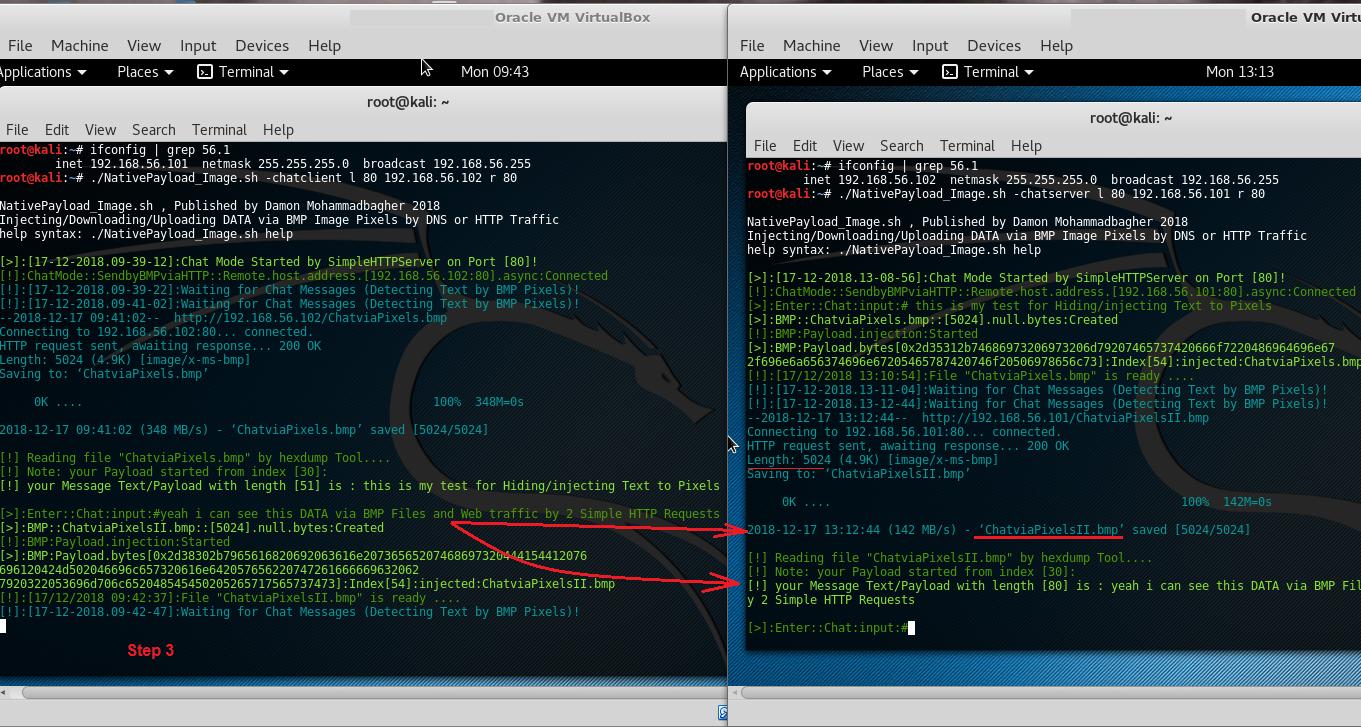 Oracle VM VirtualBox
File Machine View Input Devices Help
Applications Places Terminal Mon 09:43
root@kali: ~
File Edit View Search Terminal Help
root@kali:~# ifconfig | grep 56.1
inet 192.168.56.101 netmask 255.255.255.0 broadcast 192.168.56.255
root@kali:~# ./NativePayload_Image.sh -chatclient l 80 192.168.56.102 r 80
NativePayload_Image.sh , Published by Damon Mohammadbagher 2018
Injecting/Downloading/Uploading DATA via BMP Image Pixels by DNS or HTTP Traffic
help syntax: ./NativePayload_Image.sh help
[>]:[17-12-2018.09-39-12]:Chat Mode Started by SimpleHTTPServer on Port [80]!
[!]:ChatMode::SendbyBMPviaHTTP::Remote.host.address.[192.168.56.102:80].async:Connected
[!]:[17-12-2018.09-39-22]:Waiting for Chat Messages (Detecting Text by BMP Pixels)!
[!]:[17-12-2018.09-41-02]:Waiting for Chat Messages (Detecting Text by BMP Pixels)!
--2018-12-17 09:41:02-- http://192.168.56.102/ChatviaPixels.bmp
Connecting to 192.168.56.102:80... connected.
HTTP request sent, awaiting response... 200 OK
Length: 5024 (4.9K) [image/x-ms-bmp]
Saving to: ‘ChatviaPixels.bmp’
0K .... 100% 348M=0s
2018-12-17 09:41:02 (348 MB/s) - ‘ChatviaPixels.bmp’ saved [5024/5024]
[!] Reading file "ChatviaPixels.bmp" by hexdump Tool....
[!] Note: your Payload started from index [30]:
[!] your Message Text/Payload with length [51] is : this is my test for Hiding/injecting Text to Pixels
[>]:Enter::Chat:input:#yeah i can see this DATA via BMP Files and Web traffic by 2 Simple HTTP Requests
[>]:BMP::ChatviaPixelsII.bmp::[5024].null.bytes:Created
[!]:BMP:Payload.injection:Started
[>]:BMP:Payload.bytes[0x2d38302b7965616820692063616e20736565207468697320444154412076
696120424d502046696c657320616e642057656220747261666669632062
7920322053696d706c65204854545020526571756573​7473]:Index[54]:injected:ChatviaPixelsII.bmp
[!]:[17/12/2018 09:42:37]:File "ChatviaPixelsII.bmp" is ready ....
[!]:[17-12-2018.09-42-47]:Waiting for Chat Messages (Detecting Text by BMP Pixels)!
Step 3
Oracle VM Virtu
File Machine View Input Devices Help
Applications Places Terminal Mon 13:13
root@kali: ~
File Edit View Search Terminal Help
root@kali:~# ifconfig | grep 56.1
inet 192.168.56.102 netmask 255.255.255.0 broadcast 192.168.56.255
root@kali:~# ./NativePayload_Image.sh -chatserver l 80 192.168.56.101 r 80
NativePayload_Image.sh , Published by Damon Mohammadbagher 2018
Injecting/Downloading/Uploading DATA via BMP Image Pixels by DNS or HTTP Traffic
help syntax: ./NativePayload_Image.sh help
[>]:[17-12-2018.13-08-56]:Chat Mode Started by SimpleHTTPServer on Port [80]!
[!]:ChatMode::SendbyBMPviaHTTP::Remote.host.address.[192.168.56.101:80].async:Connected
[>]:Enter::Chat:input:# this is my test for Hiding/injecting Text to Pixels
[>]:BMP::ChatviaPixels.bmp::[5024].null.bytes:Created
[!]:BMP:Payload.injection:Started
[>]:BMP:Payload.bytes[0x2d35312b74686973206973206d79207465737420666f7220486964696e67
2f696e6a656374696e67205465787420746f20506978656c73]:Index[54]:injected:ChatviaPixels.bmp
[!]:[17/12/2018 13:10:54]:File "ChatviaPixels.bmp" is ready ....
[!]:[17-12-2018.13-11-04]:Waiting for Chat Messages (Detecting Text by BMP Pixels)!
[!]:[17-12-2018.13-12-44]:Waiting for Chat Messages (Detecting Text by BMP Pixels)!
--2018-12-17 13:12:44-- http://192.168.56.101/ChatviaPixelsII.bmp
Connecting to 192.168.56.101:80... connected.
HTTP request sent, awaiting response... 200 OK
Length: 5024 (4.9K) [image/x-ms-bmp]
Saving to: ‘ChatviaPixelsII.bmp’
0K .... 100% 142M=0s
2018-12-17 13:12:44 (142 MB/s) - ‘ChatviaPixelsII.bmp’ saved [5024/5024]
[!] Reading file "ChatviaPixelsII.bmp" by hexdump Tool....
[!] Note: your Payload started from index [30]:
[!] your Message Text/Payload with length [80] is : yeah i can see this DATA via BMP Fil
y 2 Simple HTTP Requests
[>]:Enter::Chat:input:#